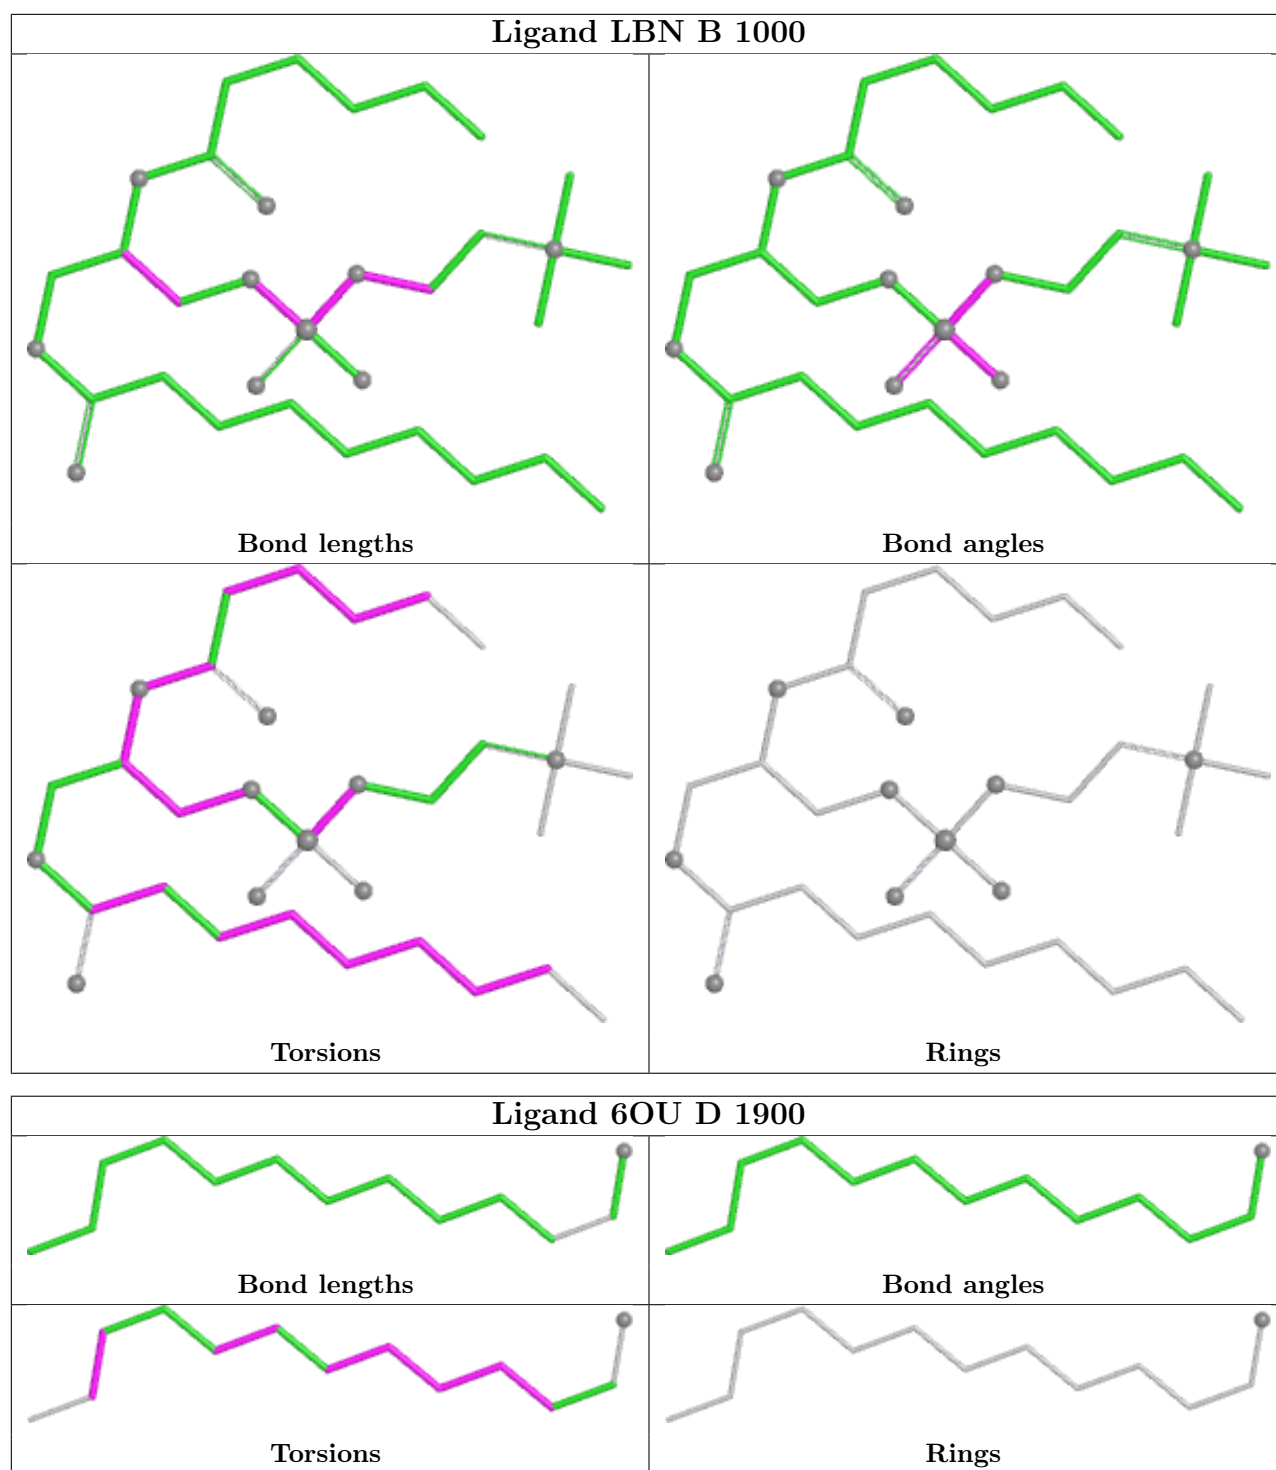 Ligand LBN B 1000
Bond lengths
Bond angles
Torsions
Rings
Ligand 6OU D 1900
Bond lengths
Bond angles
Torsions
Rings